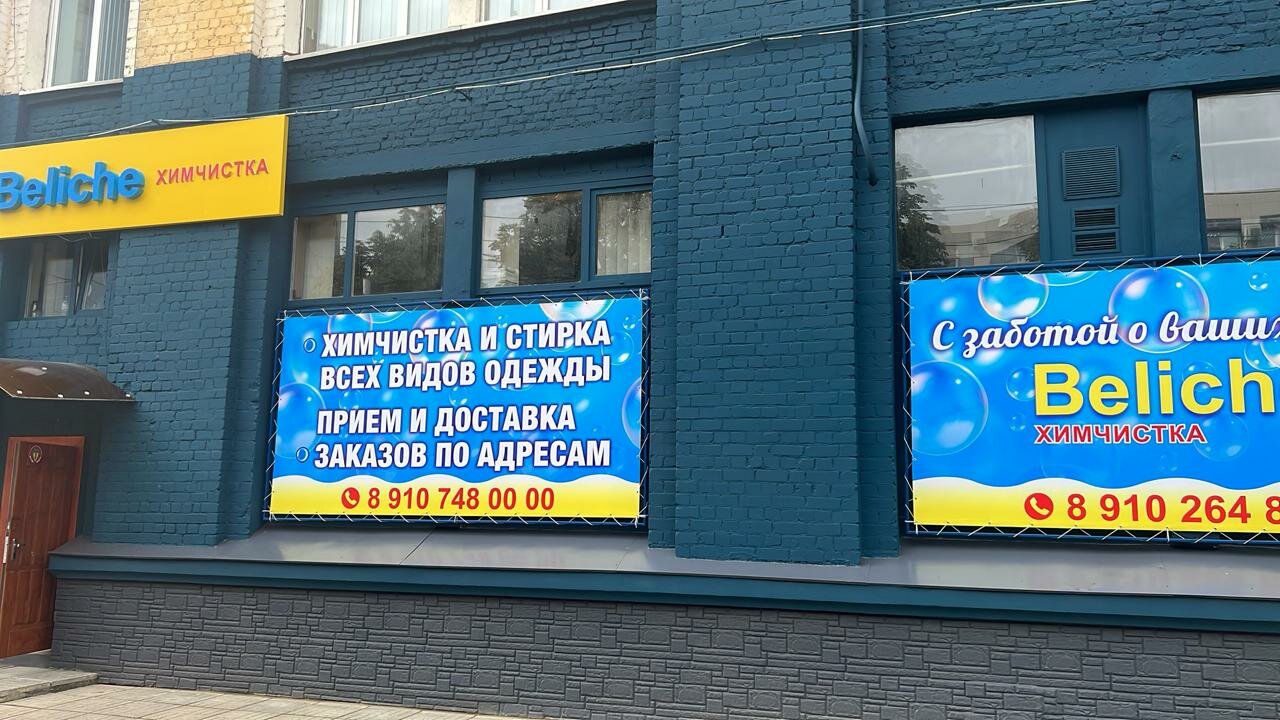 Beliche ХИМЧИСТКА
ХИМЧИСТКА И СТИРКА
ВСЕХ ВИДОВ ОДЕЖДЫ
ПРИЕМ И ДОСТАВКА
ЗАКАЗОВ ПО АДРЕСАМ
8 910 748 00 00
С заботой о ваши
Belich
ХИМЧИСТКА
8 910 264 8